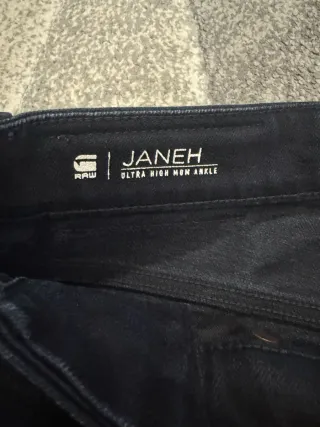 RAW
JANEH
ULTRA HIGH MOM ANKLE